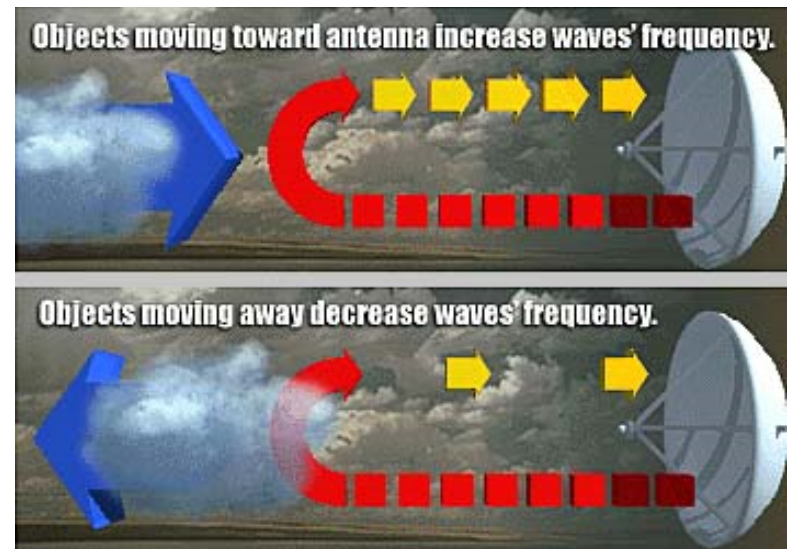 Objects moving toward antenna increase waves' frequency.
Objects moving away decrease waves' frequency.